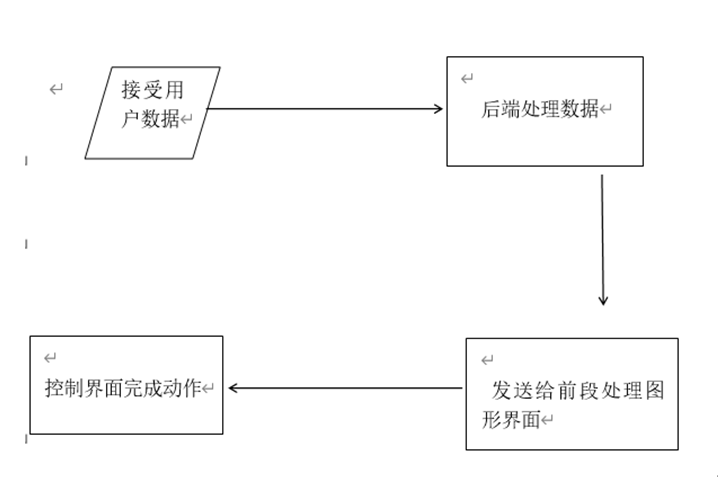 接受用
户数据
后端处理数据
发送给前段处理图
形界面
控制界面完成动作